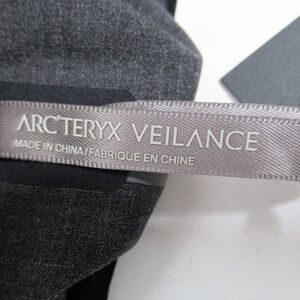 ARC'TERYX VEILANCE
MADE IN CHINA/FABRIQUÉ EN CHINE